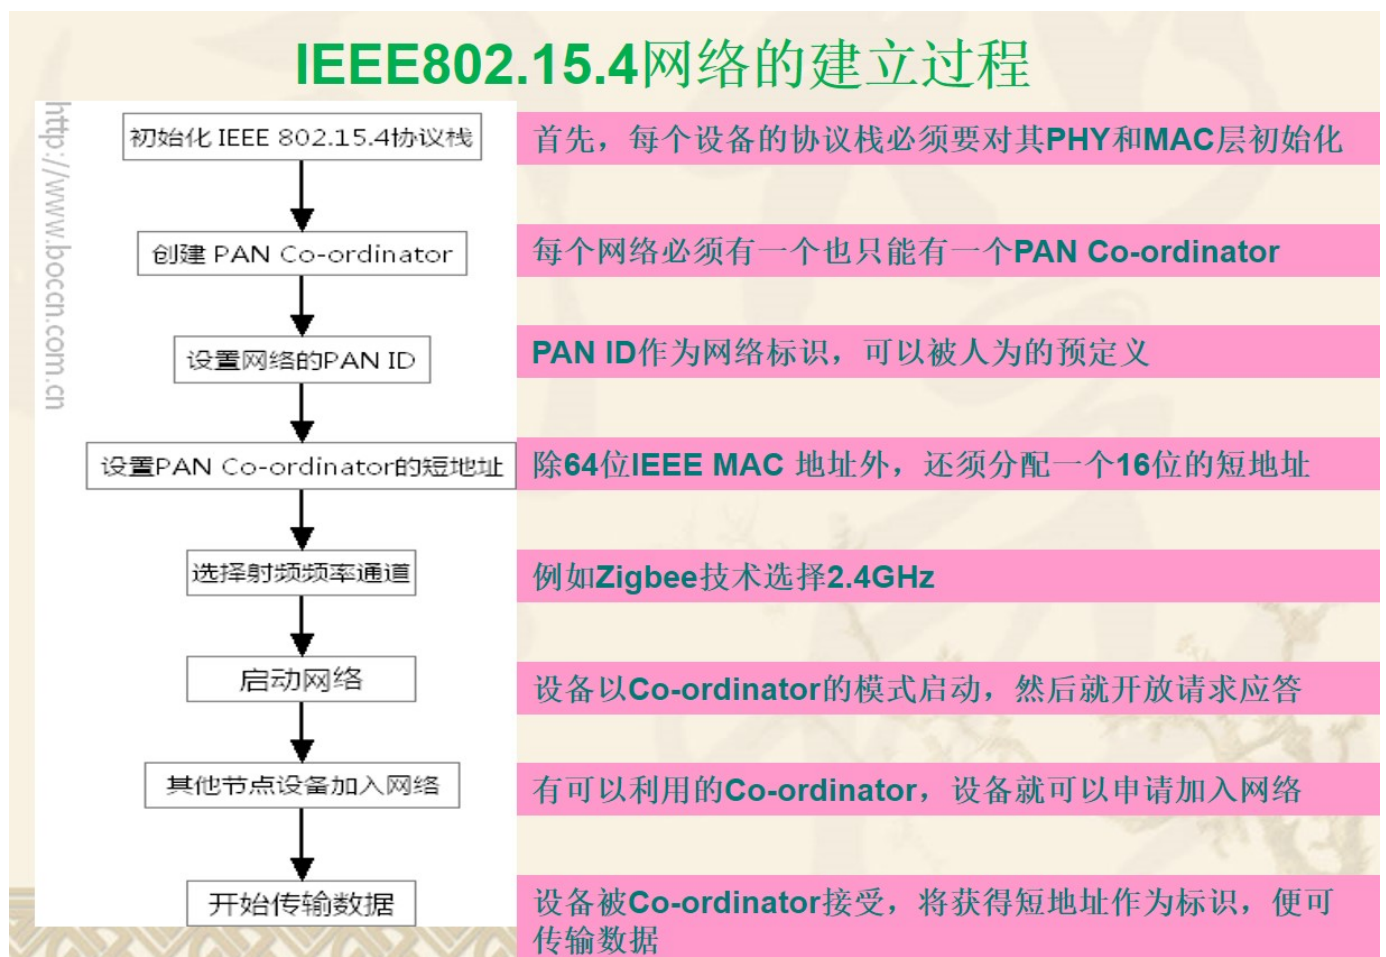 IEEE802.15.4网络的建立过程
http://www.boccn.com.cn
初始化 IEEE 802.15.4协议栈
首先，每个设备的协议栈必须要对其PHY和MAC层初始化
创建 PAN Co-ordinator
每个网络必须有一个也只能有一个PAN Co-ordinator
设置网络的PAN ID
PAN ID作为网络标识，可以被人为的预定义
设置PAN Co-ordinator的短地址
除64位IEEE MAC 地址外，还须分配一个16位的短地址
选择射频频率通道
例如Zigbee技术选择2.4GHz
启动网络
设备以Co-ordinator的模式启动，然后就开放请求应答
其他节点设备加入网络
有可以利用的Co-ordinator，设备就可以申请加入网络
开始传输数据
设备被Co-ordinator接受，将获得短地址作为标识，便可
传输数据